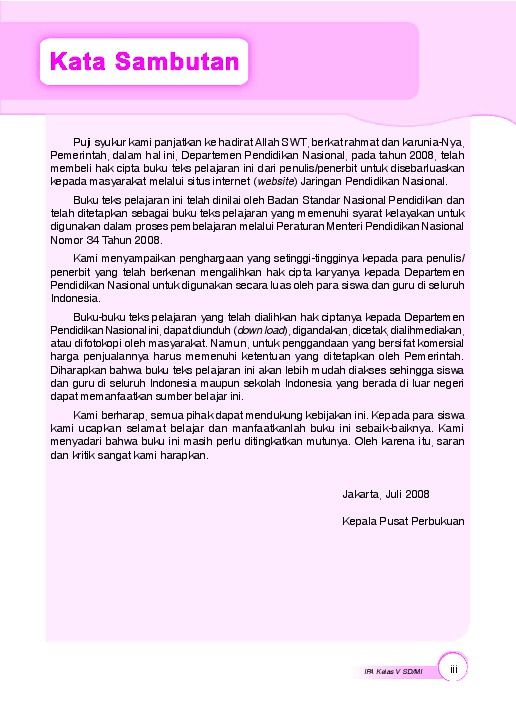 Kata Sambutan
Puji syukur kami panjatkan ke hadirat Allah SWT, berkat rahmat dan karunia-Nya,
Pemerintah, dalam hal ini, Departemen Pendidikan Nasional, pada tahun 2008, telah
membeli hak cipta buku teks pelajaran ini dari penulis/penerbit untuk disebarluaskan
kepada masyarakat melalui situs internet (website) Jaringan Pendidikan Nasional.
Buku teks pelajaran ini telah dinilai oleh Badan Standar Nasional Pendidikan dan
telah ditetapkan sebagai buku teks pelajaran yang memenuhi syarat kelayakan untuk
digunakan dalam proses pembelajaran melalui Peraturan Menteri Pendidikan Nasional
Nomor 34 Tahun 2008.
Kami menyampaikan penghargaan yang setinggi-tingginya kepada para penulis/
penerbit yang telah berkenan mengalihkan hak cipta karyanya kepada Departemen
Pendidikan Nasional untuk digunakan secara luas oleh para siswa dan guru di seluruh
Indonesia.
Buku-buku teks pelajaran yang telah dialihkan hak ciptanya kepada Departemen
Pendidikan Nasional ini, dapat diunduh (down load), digandakan, dicetak, dialihmediakan,
atau difotokopi oleh masyarakat. Namun, untuk penggandaan yang bersifat komersial
harga penjualannya harus memenuhi ketentuan yang ditetapkan oleh Pemerintah.
Diharapkan bahwa buku teks pelajaran ini akan lebih mudah diakses sehingga siswa
dan guru di seluruh Indonesia maupun sekolah Indonesia yang berada di luar negeri
dapat memanfaatkan sumber belajar ini.
Kami berharap, semua pihak dapat mendukung kebijakan ini. Kepada para siswa
kami ucapkan selamat belajar dan manfaatkanlah buku ini sebaik-baiknya. Kami
menyadari bahwa buku ini masih perlu ditingkatkan mutunya. Oleh karena itu, saran
dan kritik sangat kami harapkan.
Jakarta, Juli 2008
Kepala Pusat Perbukuan
IPA Kelas V SD/MI
iii